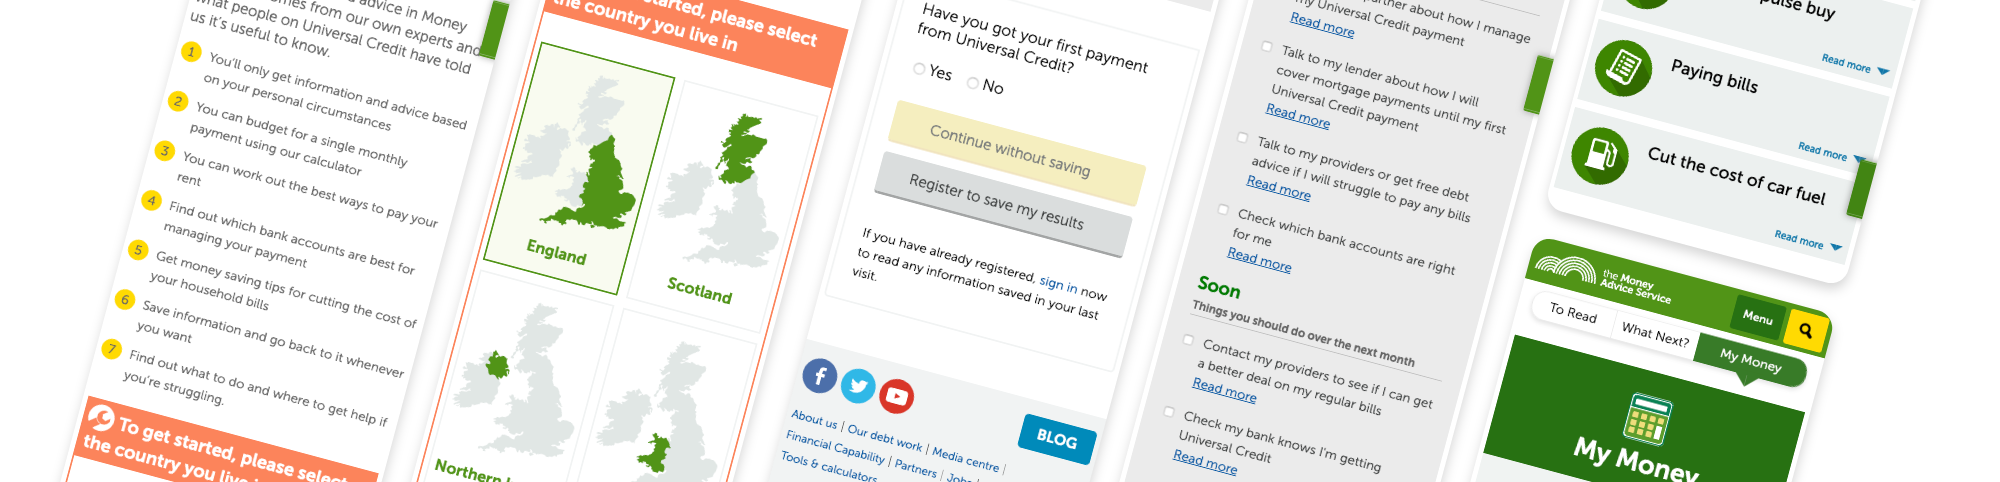 advice in Money
comes from our own experts and
what people on Universal Credit have told
us it's useful to know.
1 You'll only get information and advice based
on your personal circumstances
2 You can budget for a single monthly
payment using our calculator
3 You can work out the best ways to pay your
rent
4 Find out which bank accounts are best for
managing your payment
5 Get money saving tips for cutting the cost of
your household bills
6 Save information and go back to it whenever
you want
7 Find out what to do and where to get help if
you're struggling.
To get started, please select
the country you live in
started, please select
the country you live in
England
Scotland
Northern
Have you got your first payment
from Universal Credit?
Yes No
Continue without saving
Register to save my results
If you have already registered, sign in now
to read any information saved in your last
visit.
About us | Our debt work | Media centre |
Financial Capability | Partners |
Tools & calculators
BLOG
partner about how I manage
my Universal Credit payment
Read more
Talk to my lender about how I will
cover mortgage payments until my first
Universal Credit payment
Read more
Talk to my providers or get free debt
advice if I will struggle to pay any bills
Read more
Check which bank accounts are right
for me
Read more
Soon
Things you should do over the next month
Contact my providers to see if I can get
a better deal on my regular bills
Read more
Check my bank knows I'm getting
Universal Credit
Read more
buy
Read more
Paying bills
Read more
Cut the cost of car fuel
Read more
the Money
Advice Service
Menu
To Read What Next? My Money
My Money